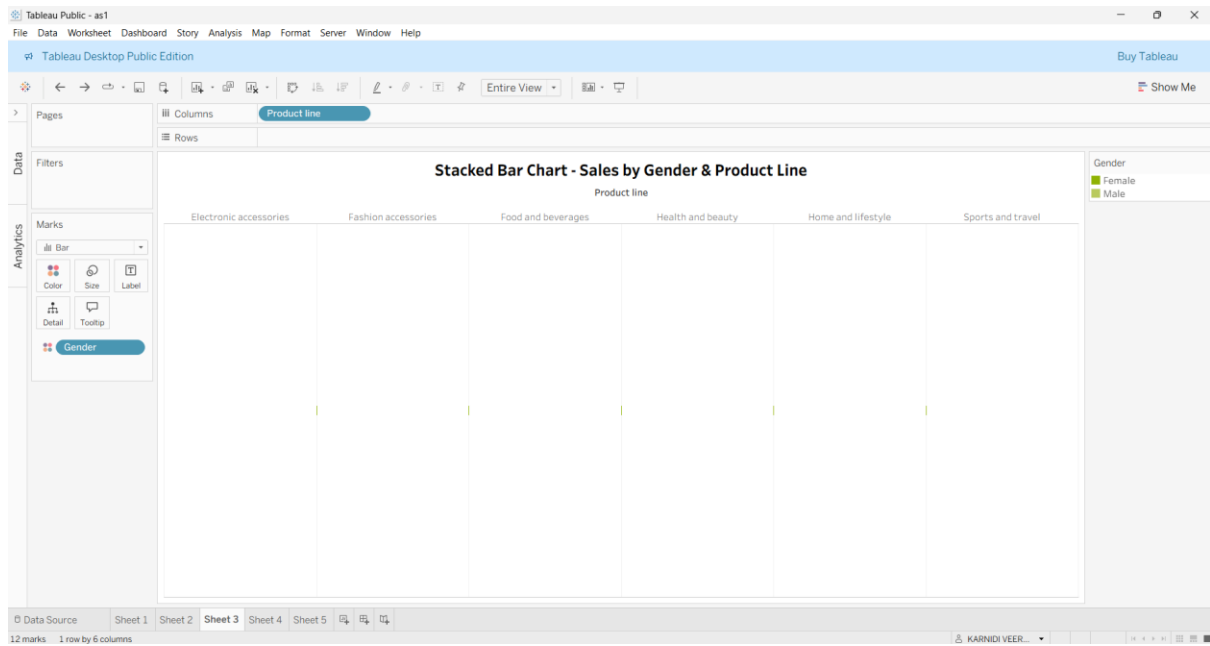 Tableau Public - as1
File Data Worksheet Dashboard Story Analysis Map Format Server Window Help
Tableau Desktop Public Edition
Buy Tableau
Entire View
Show Me
Pages
Columns
Product line
Rows
Data
Filters
Stacked Bar Chart - Sales by Gender & Product Line
Product line
Electronic accessories Fashion accessories Food and beverages Health and beauty Home and lifestyle Sports and travel
Gender
Female
Male
Analytics
Marks
Bar
Color Size Label
Detail Tooltip
Gender
Data Source Sheet 1 Sheet 2 Sheet 3 Sheet 4 Sheet 5
12 marks 1 row by 6 columns
KARNIDI VEER...